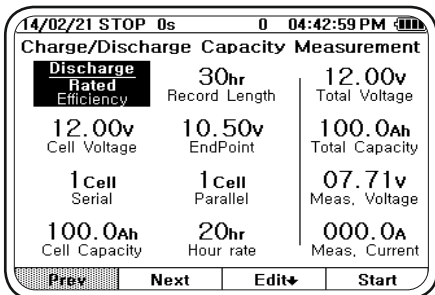 14/02/21 STOP 0s 0 04:42:59 PM
Charge/Discharge Capacity Measurement
Discharge
Rated
Efficiency
30hr
Record Length
12.00v
Total Voltage
12.00v
Cell Voltage
10.50v
EndPoint
100.0Ah
Total Capacity
1Cell
Serial
1Cell
Parallel
07.71v
Meas, Voltage
100.0Ah
Cell Capacity
20hr
Hour rate
000.0A
Meas, Current
Prev Next Edit Start